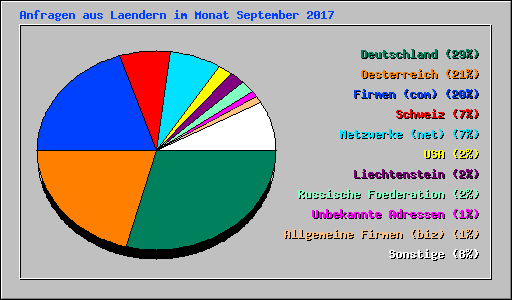 Anfragen aus Laendern im Monat September 2017
Deutschland (29%)
Oesterreich (21%)
Firmen (com) (20%)
Schweiz (7%)
Netzwerke (net) (7%)
USA (2%)
Liechtenstein (2%)
Russische Foederation (2%)
Unbekannte Adressen (1%)
Allgemeine Firmen (biz) (1%)
Sonstige (8%)